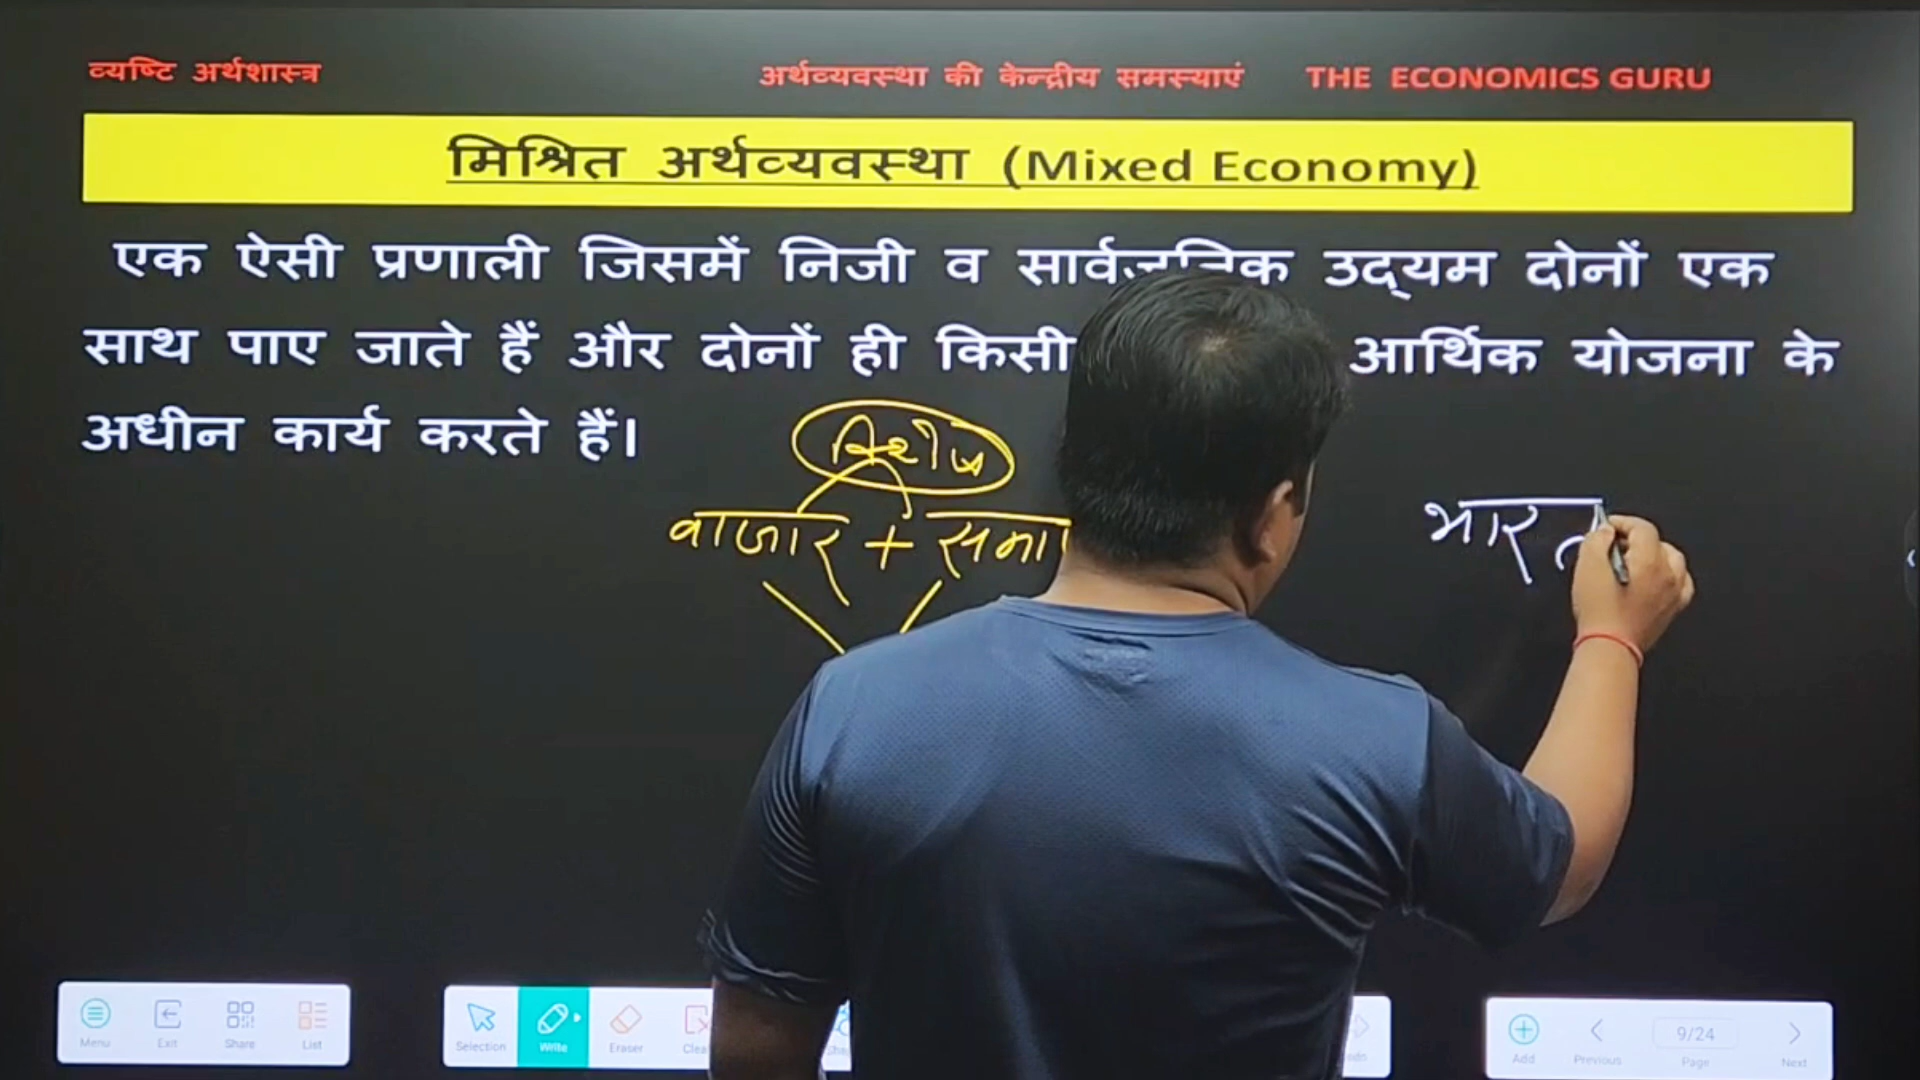 व्यष्टि अर्थशास्त्र अर्थव्यवस्था की केन्द्रीय समस्याएं THE ECONOMICS GURU
मिश्रित अर्थव्यवस्था (Mixed Economy)
एक ऐसी प्रणाली जिसमें निजी व सार्वजनिक उद्यम दोनों एक
साथ पाए जाते हैं और दोनों ही किसी आर्थिक योजना के
अधीन कार्य करते हैं।
बाजार + समा
भारत
Menu Exit Share List Selection Write Eraser Add Previous 9/24 Page Next